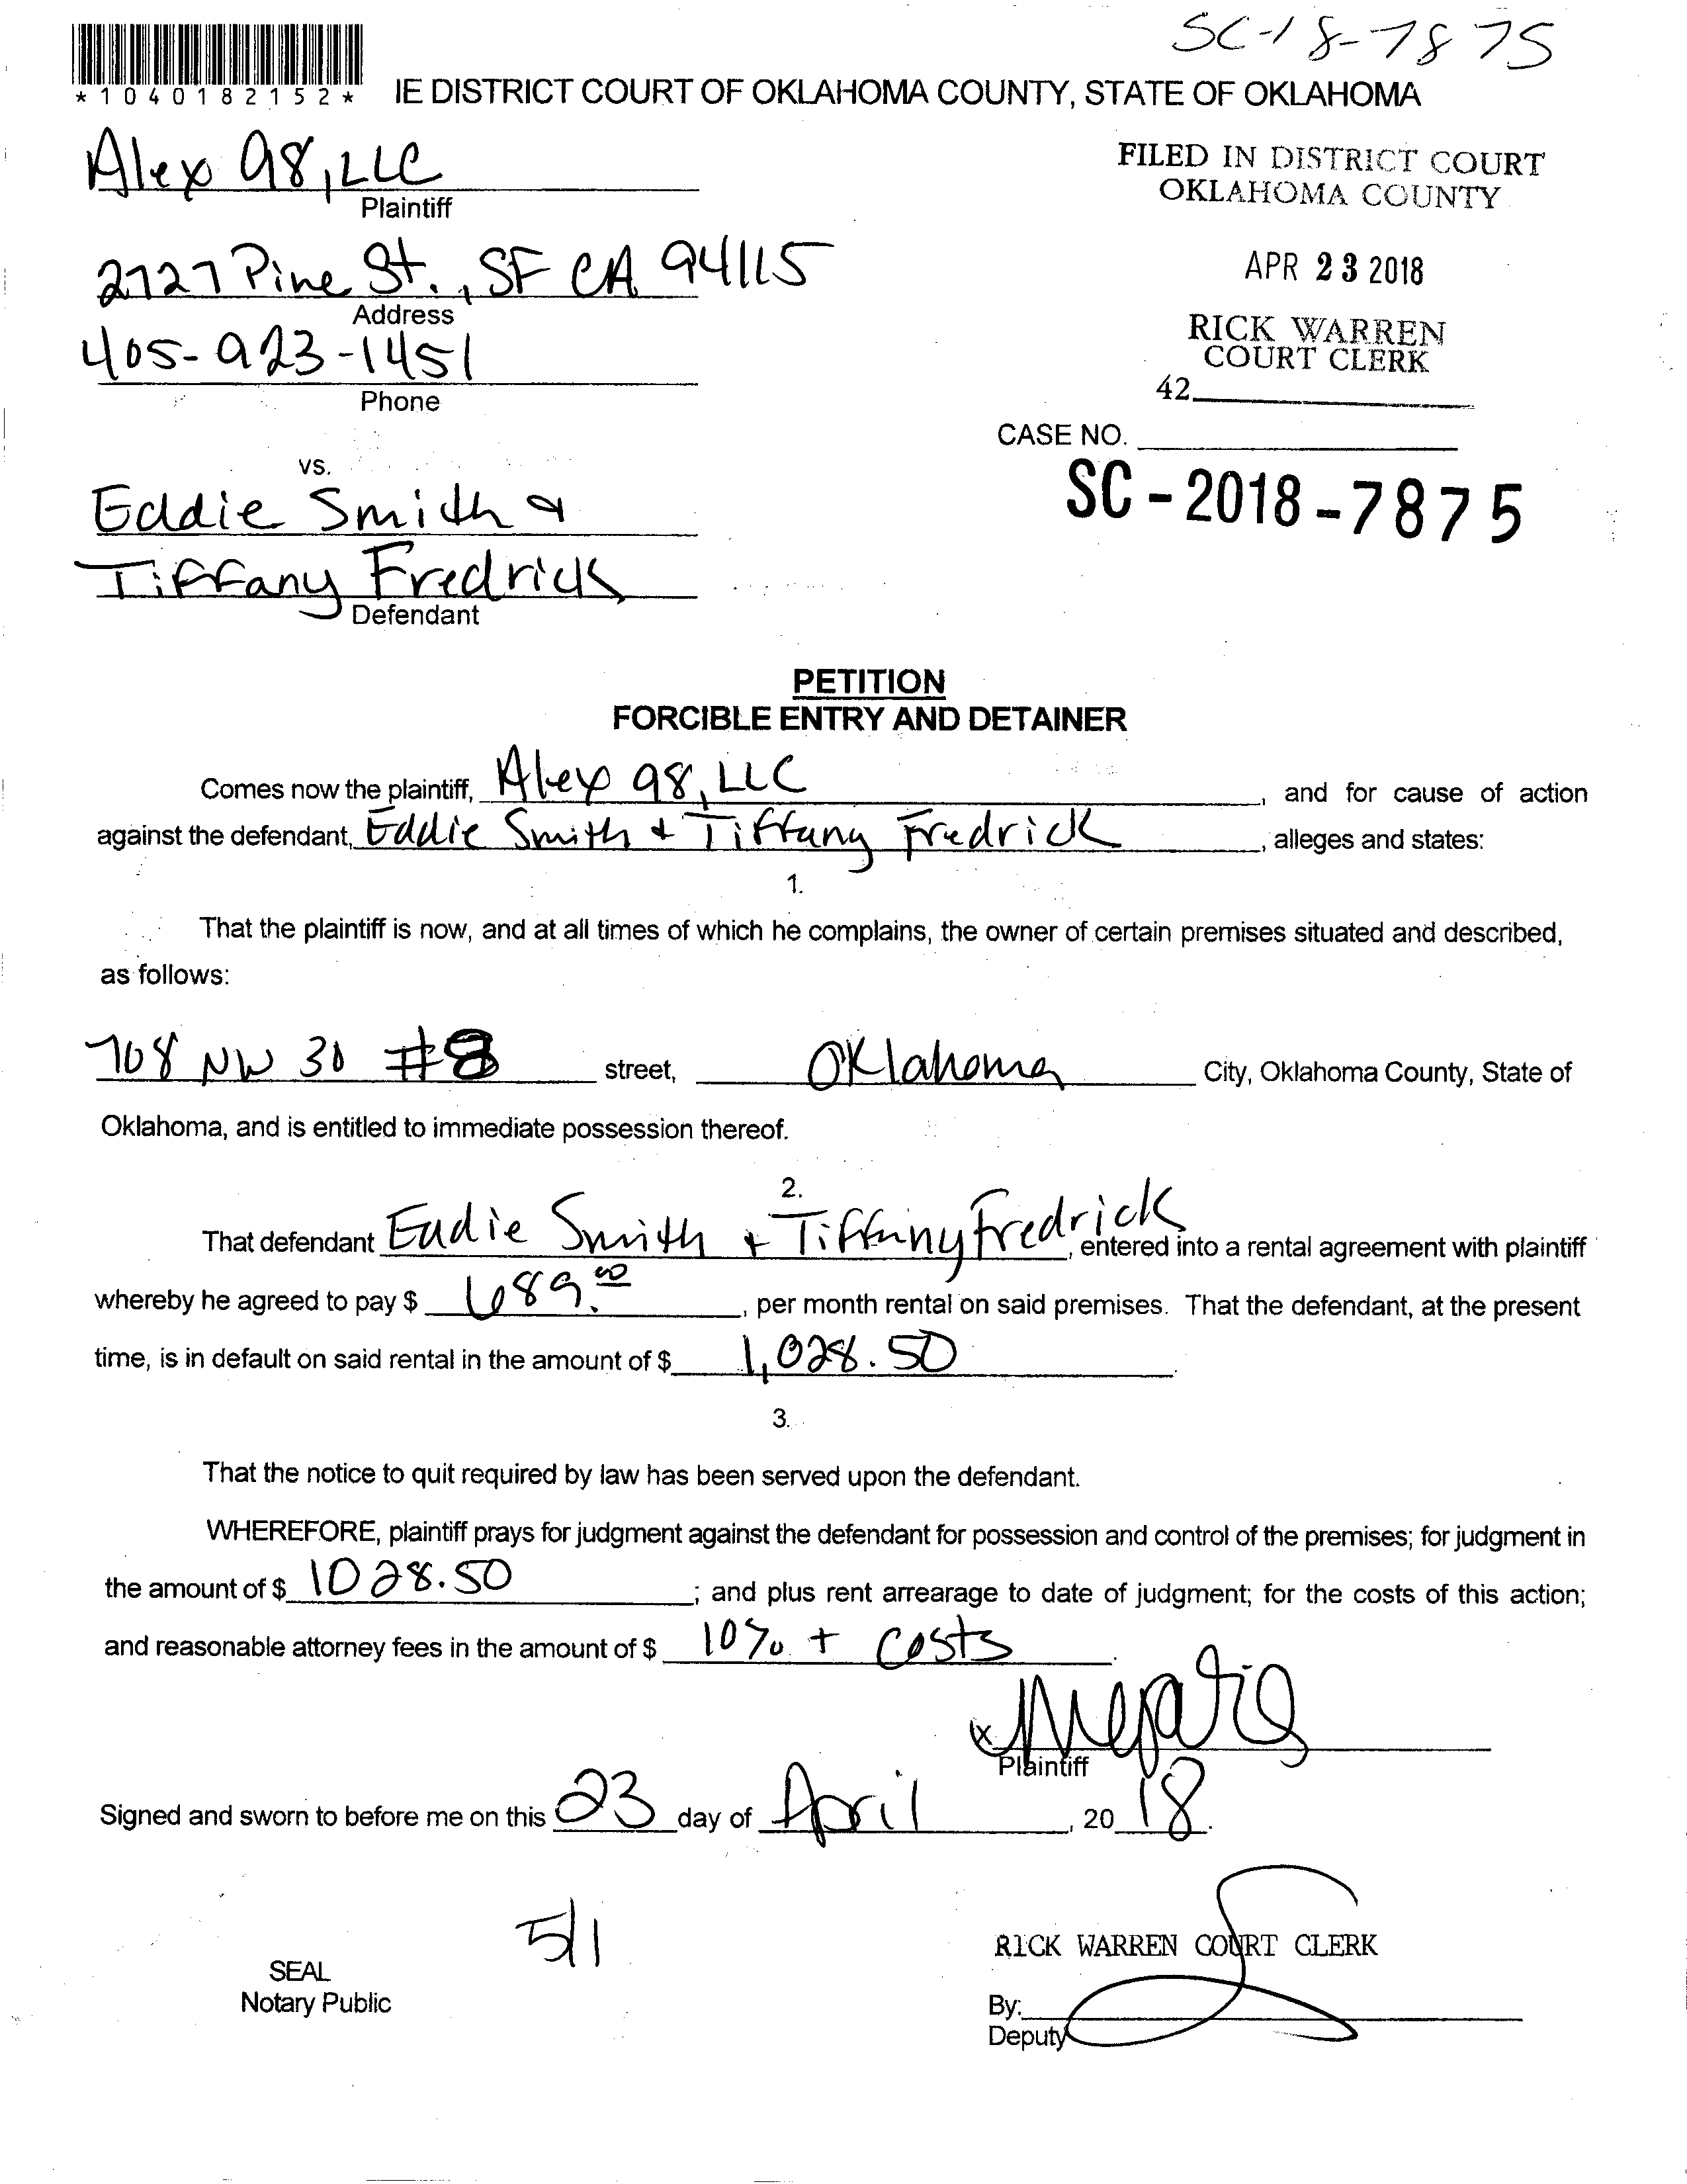 SC-18-7875
*1040182152*
IE DISTRICT COURT OF OKLAHOMA COUNTY, STATE OF OKLAHOMA
Alex 98, LLC
Plaintiff
FILED IN DISTRICT COURT
OKLAHOMA COUNTY
2727 Pine St., SF CA 94115
Address
APR 23 2018
405-923-1451
Phone
RICK WARREN
COURT CLERK
42
CASE NO.
vs.
SC-2018-7875
Eddie Smith &
Tiffany Fredrick
Defendant
PETITION
FORCIBLE ENTRY AND DETAINER
Comes now the plaintiff, Alex 98, LLC, and for cause of action
against the defendant, Eddie Smith + Tiffany Fredrick, alleges and states:
1.
That the plaintiff is now, and at all times of which he complains, the owner of certain premises situated and described,
as follows:
708 NW 30 #8 street, Oklahoma City, Oklahoma County, State of
Oklahoma, and is entitled to immediate possession thereof.
2.
That defendant Eddie Smith + Tiffany Fredrick, entered into a rental agreement with plaintiff
whereby he agreed to pay $ 689.00, per month rental on said premises. That the defendant, at the present
time, is in default on said rental in the amount of $ 1,028.50.
3.
That the notice to quit required by law has been served upon the defendant.
WHEREFORE, plaintiff prays for judgment against the defendant for possession and control of the premises; for judgment in
the amount of $ 1028.50; and plus rent arrearage to date of judgment; for the costs of this action;
and reasonable attorney fees in the amount of $ 10% + costs.
x
Plaintiff
Signed and sworn to before me on this 23 day of April, 20 18.
5/1
SEAL
Notary Public
RICK WARREN COURT CLERK
By:
Deputy